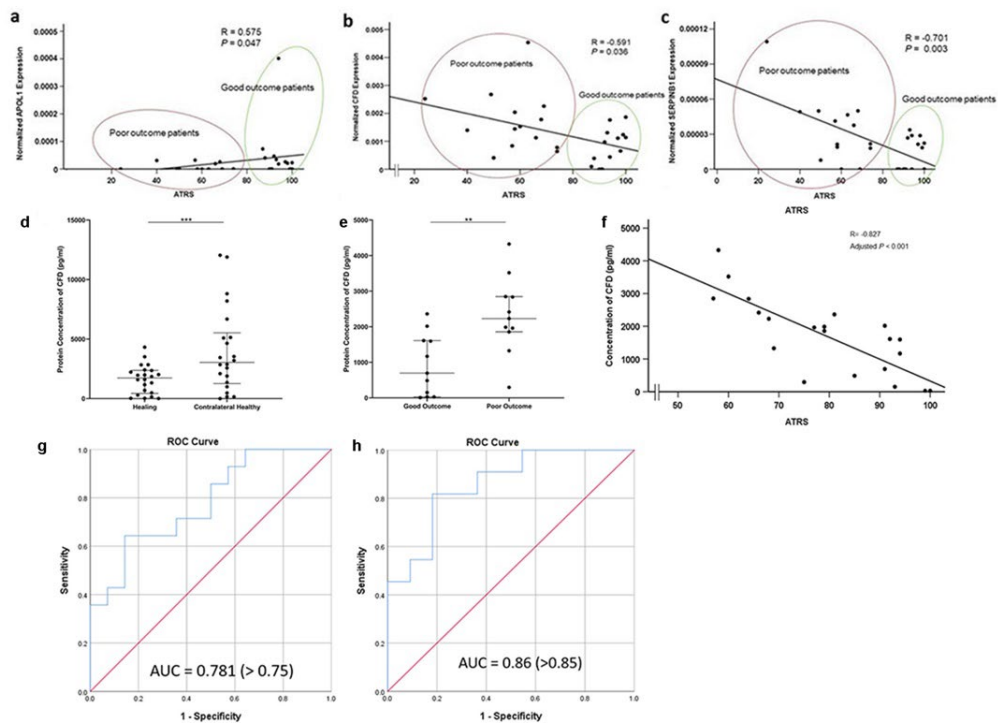 a
0.0005
0.0004
0.0003
0.0002
0.0001
0
20
40
60
80
100
Normalized APOL1 Expression
ATRS
R = 0.575
P = 0.047
Good outcome patients
Poor outcome patients
b
0.006
0.005
0.004
0.003
0.002
0.001
0
20
40
60
80
100
Normalized CFD Expression
ATRS
R = -0.591
P = 0.036
Poor outcome patients
Good outcome patients
c
0.00012
0.00009
0.00006
0.00003
0
0
20
40
60
80
100
Normalized SERPINB1 Expression
ATRS
R = -0.701
P = 0.003
Poor outcome patients
Good outcome patients
d
15000
10000
5000
0
Protein Concentration of CFD (pg/ml)
***
Healing
Contralateral Healthy
e
5000
4000
3000
2000
1000
0
Protein Concentration of CFD (pg/ml)
**
Good Outcome
Poor Outcome
ATRS
ATRS
f
5000
4000
3000
2000
1000
0
50
60
70
80
90
100
Concentration of CFD (pg/ml)
ATRS
R= -0.827
Adjusted P < 0.001
g
ROC Curve
1.0
0.8
0.6
0.4
0.2
0.0
0.0
0.2
0.4
0.6
0.8
1.0
Sensitivity
1 - Specificity
AUC = 0.781 (> 0.75)
h
ROC Curve
1.0
0.8
0.6
0.4
0.2
0.0
0.0
0.2
0.4
0.6
0.8
1.0
Sensitivity
1 - Specificity
AUC = 0.86 (>0.85)